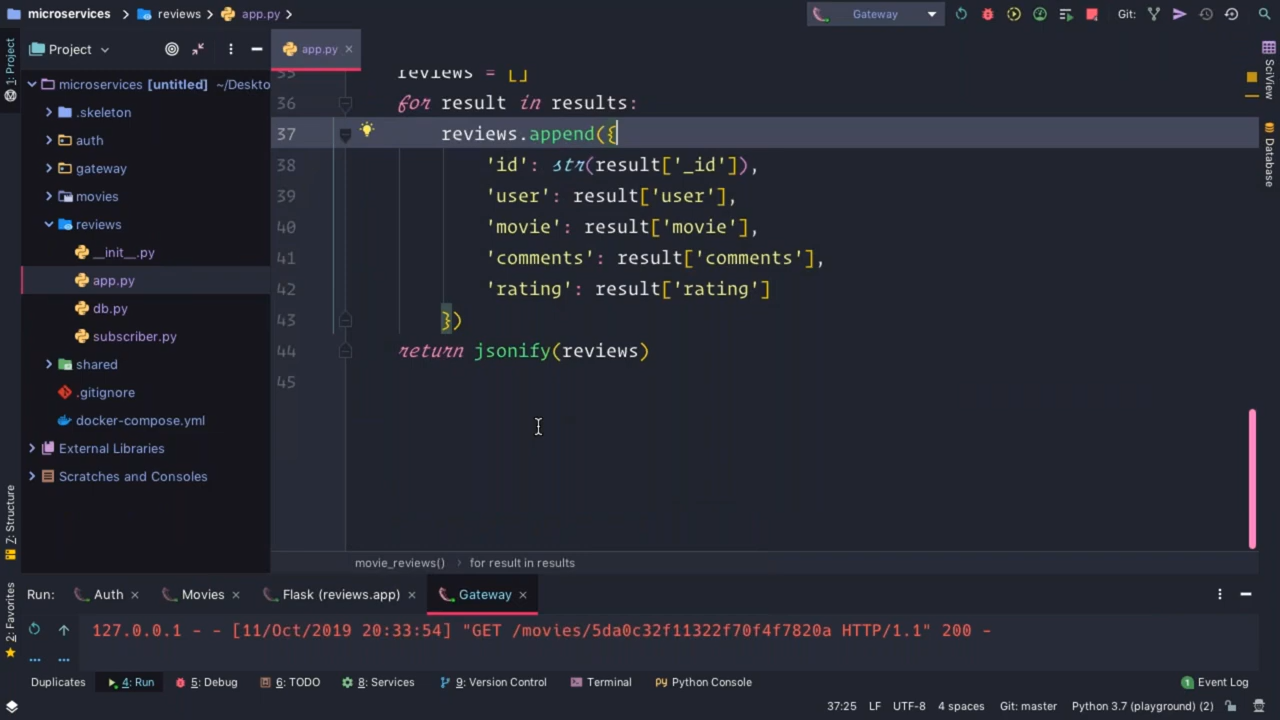 microservices > reviews > app.py >
Gateway
Git:
1: Project
Project
app.py
microservices [untitled] ~/Deskto
.skeleton
auth
gateway
movies
reviews
__init__.py
app.py
db.py
subscriber.py
shared
.gitignore
docker-compose.yml
External Libraries
Scratches and Consoles
35 reviews = []
36 for result in results:
37 reviews.append({
38 'id': str(result['_id']),
39 'user': result['user'],
40 'movie': result['movie'],
41 'comments': result['comments'],
42 'rating': result['rating']
43 })
44 return jsonify(reviews)
45
SciView
Database
Z: Structure
2: Favorites
movie_reviews() > for result in results
Run: Auth Movies Flask (reviews.app) Gateway
127.0.0.1 - - [11/Oct/2019 20:33:54] "GET /movies/5da0c32f11322f70f4f7820a HTTP/1.1" 200 -
Duplicates 4: Run 5: Debug 6: TODO 8: Services 9: Version Control Terminal Python Console 1 Event Log
37:25 LF UTF-8 4 spaces Git: master Python 3.7 (playground) (2)